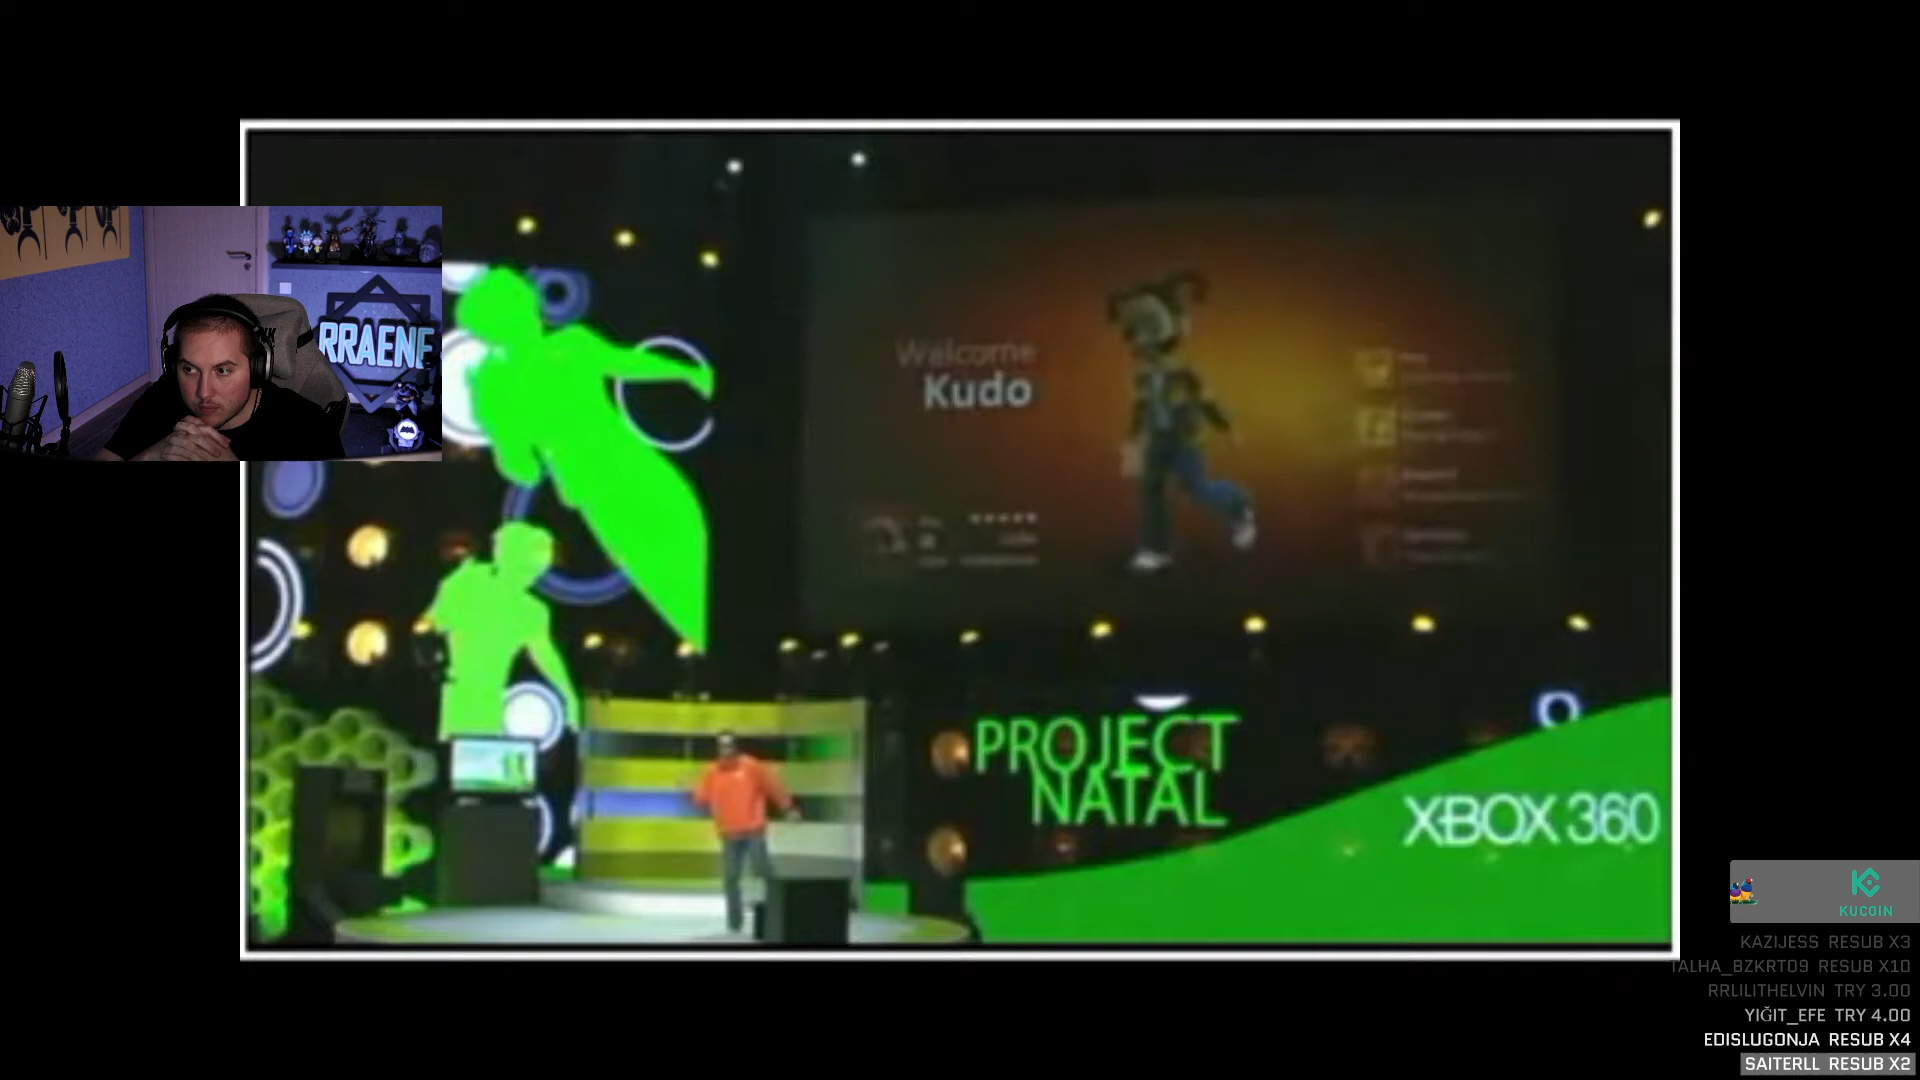 RRAENE
Welcome
Kudo
PROJECT
NATAL
XBOX 360
KUCOIN
KAZIJESS RESUB X3
TALHA_BZKRT09 RESUB X10
RRLILITHELVIN TRY 3.00
YIĞIT_EFE TRY 4.00
EDISLUGONJA RESUB X4
SAITERLL RESUB X2